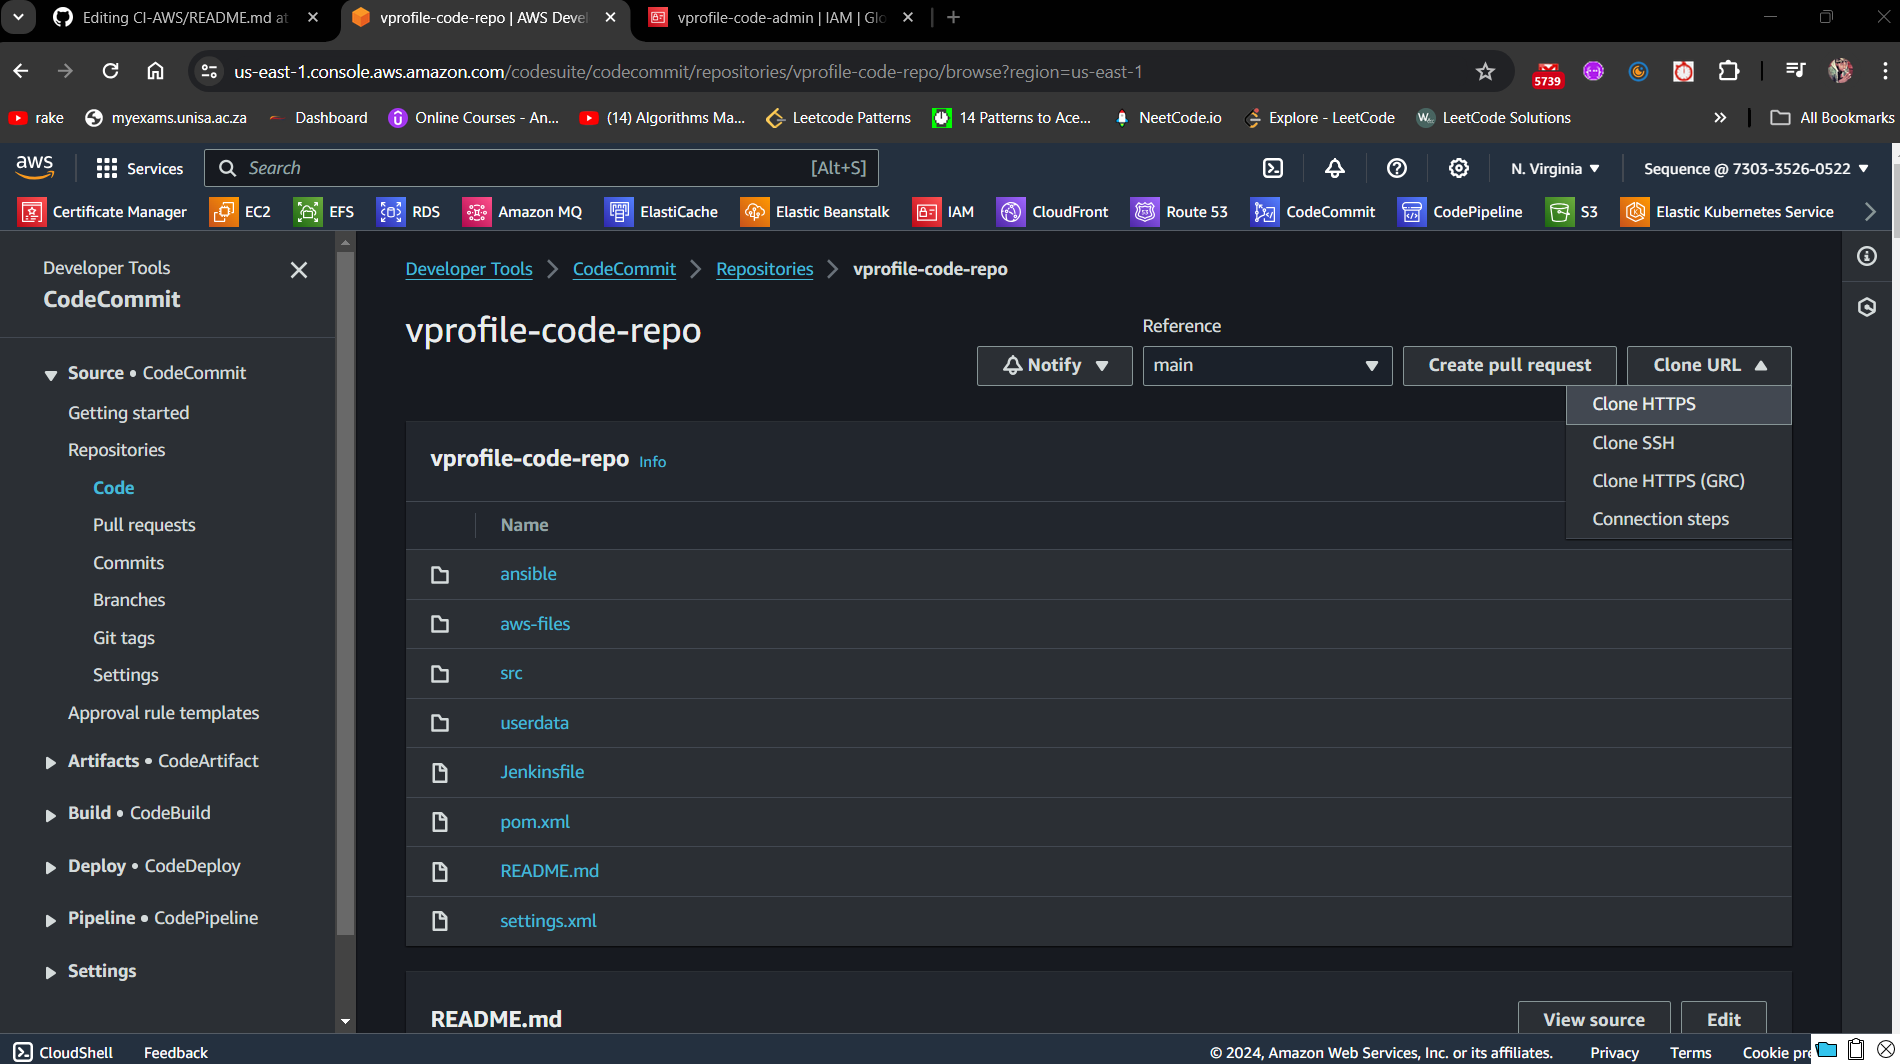 Editing CI-AWS/README.md at
vprofile-code-repo | AWS Deve
vprofile-code-admin | IAM | Glo
us-east-1.console.aws.amazon.com/codesuite/codecommit/repositories/vprofile-code-repo/browse?region=us-east-1
5739
rake
myexams.unisa.ac.za
Dashboard
Online Courses - An...
(14) Algorithms Ma...
Leetcode Patterns
14 Patterns to Ace...
NeetCode.io
Explore - LeetCode
LeetCode Solutions
»
All Bookmarks
aws
Services
Search
[Alt+S]
N. Virginia
Sequence @ 7303-3526-0522
Certificate Manager
EC2
EFS
RDS
Amazon MQ
ElastiCache
Elastic Beanstalk
IAM
CloudFront
Route 53
CodeCommit
CodePipeline
S3
Elastic Kubernetes Service
Developer Tools
CodeCommit
Source • CodeCommit
Getting started
Repositories
Code
Pull requests
Commits
Branches
Git tags
Settings
Approval rule templates
Artifacts • CodeArtifact
Build • CodeBuild
Deploy • CodeDeploy
Pipeline • CodePipeline
Settings
Developer Tools > CodeCommit > Repositories > vprofile-code-repo
vprofile-code-repo
Reference
Notify
main
Create pull request
Clone URL
Clone HTTPS
Clone SSH
Clone HTTPS (GRC)
Connection steps
vprofile-code-repo Info
Name
ansible
aws-files
src
userdata
Jenkinsfile
pom.xml
README.md
settings.xml
README.md
View source
Edit
CloudShell
Feedback
© 2024, Amazon Web Services, Inc. or its affiliates.
Privacy
Terms
Cookie pre